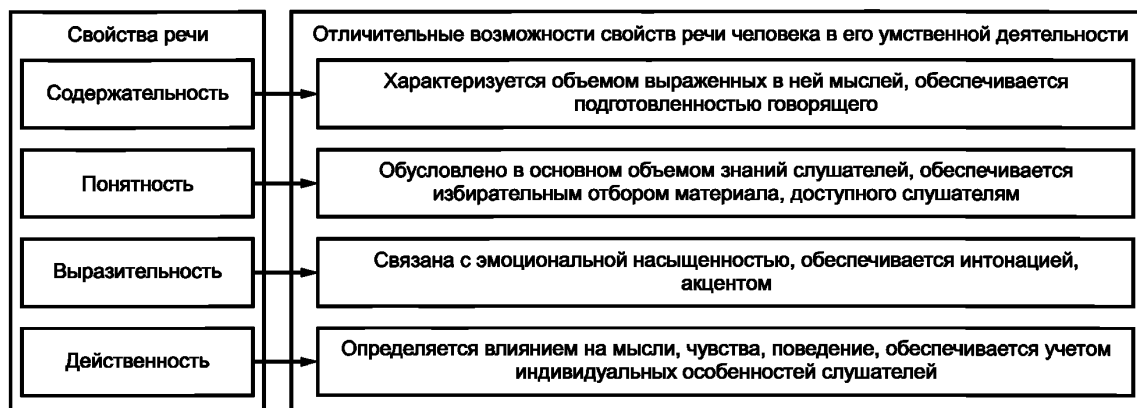 Свойства речи
Отличительные возможности свойств речи человека в его умственной деятельности
Содержательность
Характеризуется объемом выраженных в ней мыслей, обеспечивается
подготовленностью говорящего
Понятность
Обусловлено в основном объемом знаний слушателей, обеспечивается
избирательным отбором материала, доступного слушателям
Выразительность
Связана с эмоциональной насыщенностью, обеспечивается интонацией,
акцентом
Действенность
Определяется влиянием на мысли, чувства, поведение, обеспечивается учетом
индивидуальных особенностей слушателей